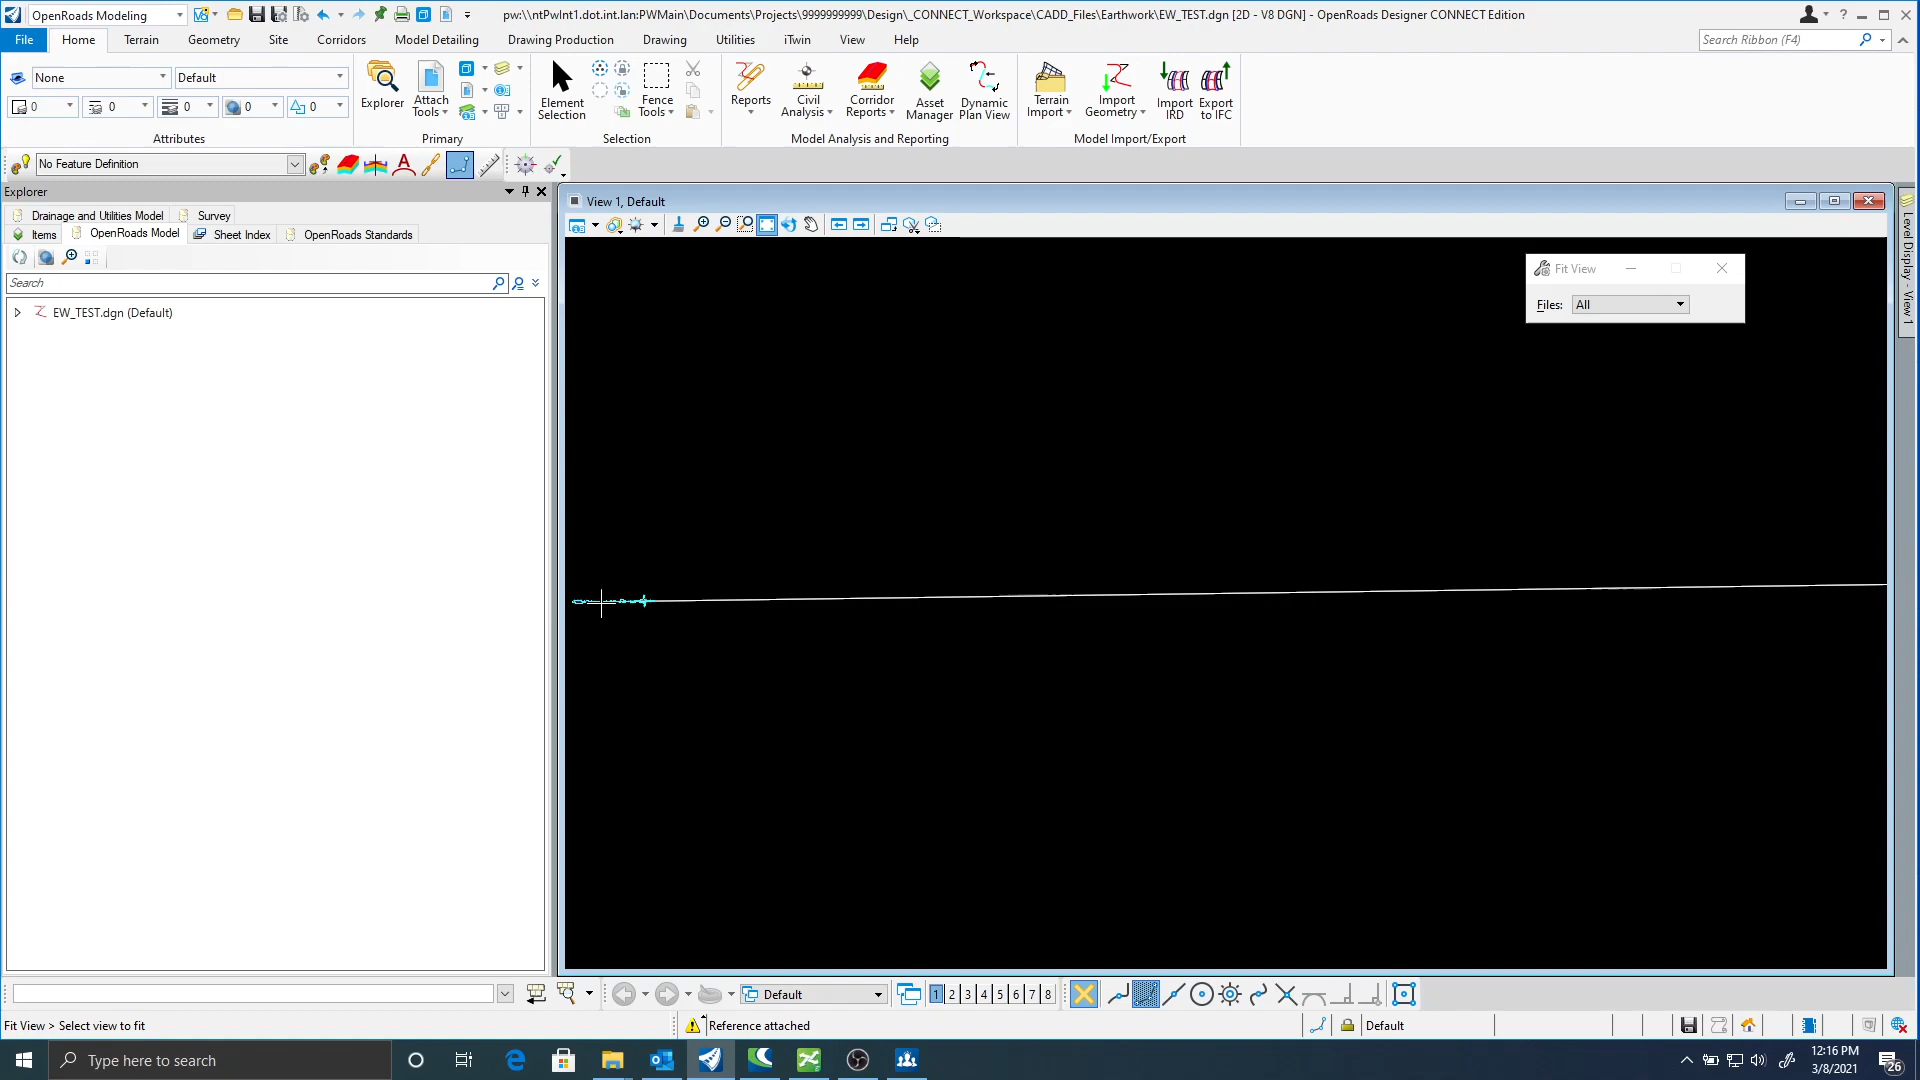 OpenRoads Modeling
pw:\\ntPwInt1.dot.int.lan:PWMain\Documents\Projects\9999999999\Design\_CONNECT_Workspace\CADD_Files\Earthwork\EW_TEST.dgn [2D - V8 DGN] - OpenRoads Designer CONNECT Edition
File Home Terrain Geometry Site Corridors Model Detailing Drawing Production Drawing Utilities iTwin View Help
Search Ribbon (F4)
None Default
0 0 0 0 0
Attributes
Explorer
Attach Tools
Primary
Element Selection
Fence Tools
Selection
Reports
Civil Analysis
Corridor Reports
Asset Manager
Dynamic Plan View
Model Analysis and Reporting
Terrain Import
Import Geometry
Import IRD
Export to IFC
Model Import/Export
No Feature Definition
Explorer
Drainage and Utilities Model Survey
Items OpenRoads Model Sheet Index OpenRoads Standards
Search
EW_TEST.dgn (Default)
View 1, Default
Fit View
Files: All
Level Display - View 1
Default
1 2 3 4 5 6 7 8
Fit View > Select view to fit
Reference attached
Default
Type here to search
12:16 PM
3/8/2021
26